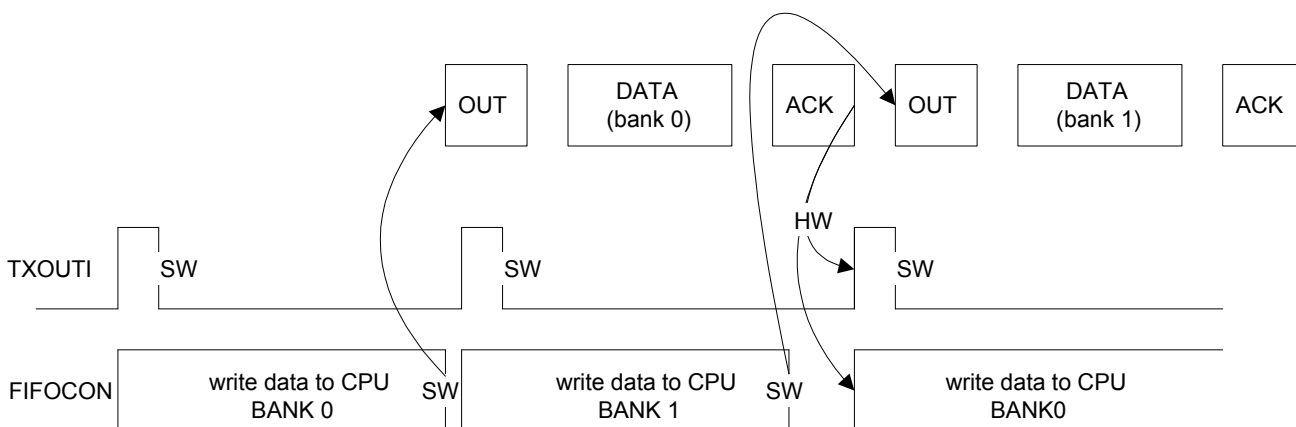 OUT
DATA
(bank 0)
ACK
OUT
DATA
(bank 1)
ACK
HW
TXOUTI
SW
SW
SW
FIFOCON
write data to CPU
BANK 0
SW
write data to CPU
BANK 1
SW
write data to CPU
BANK0